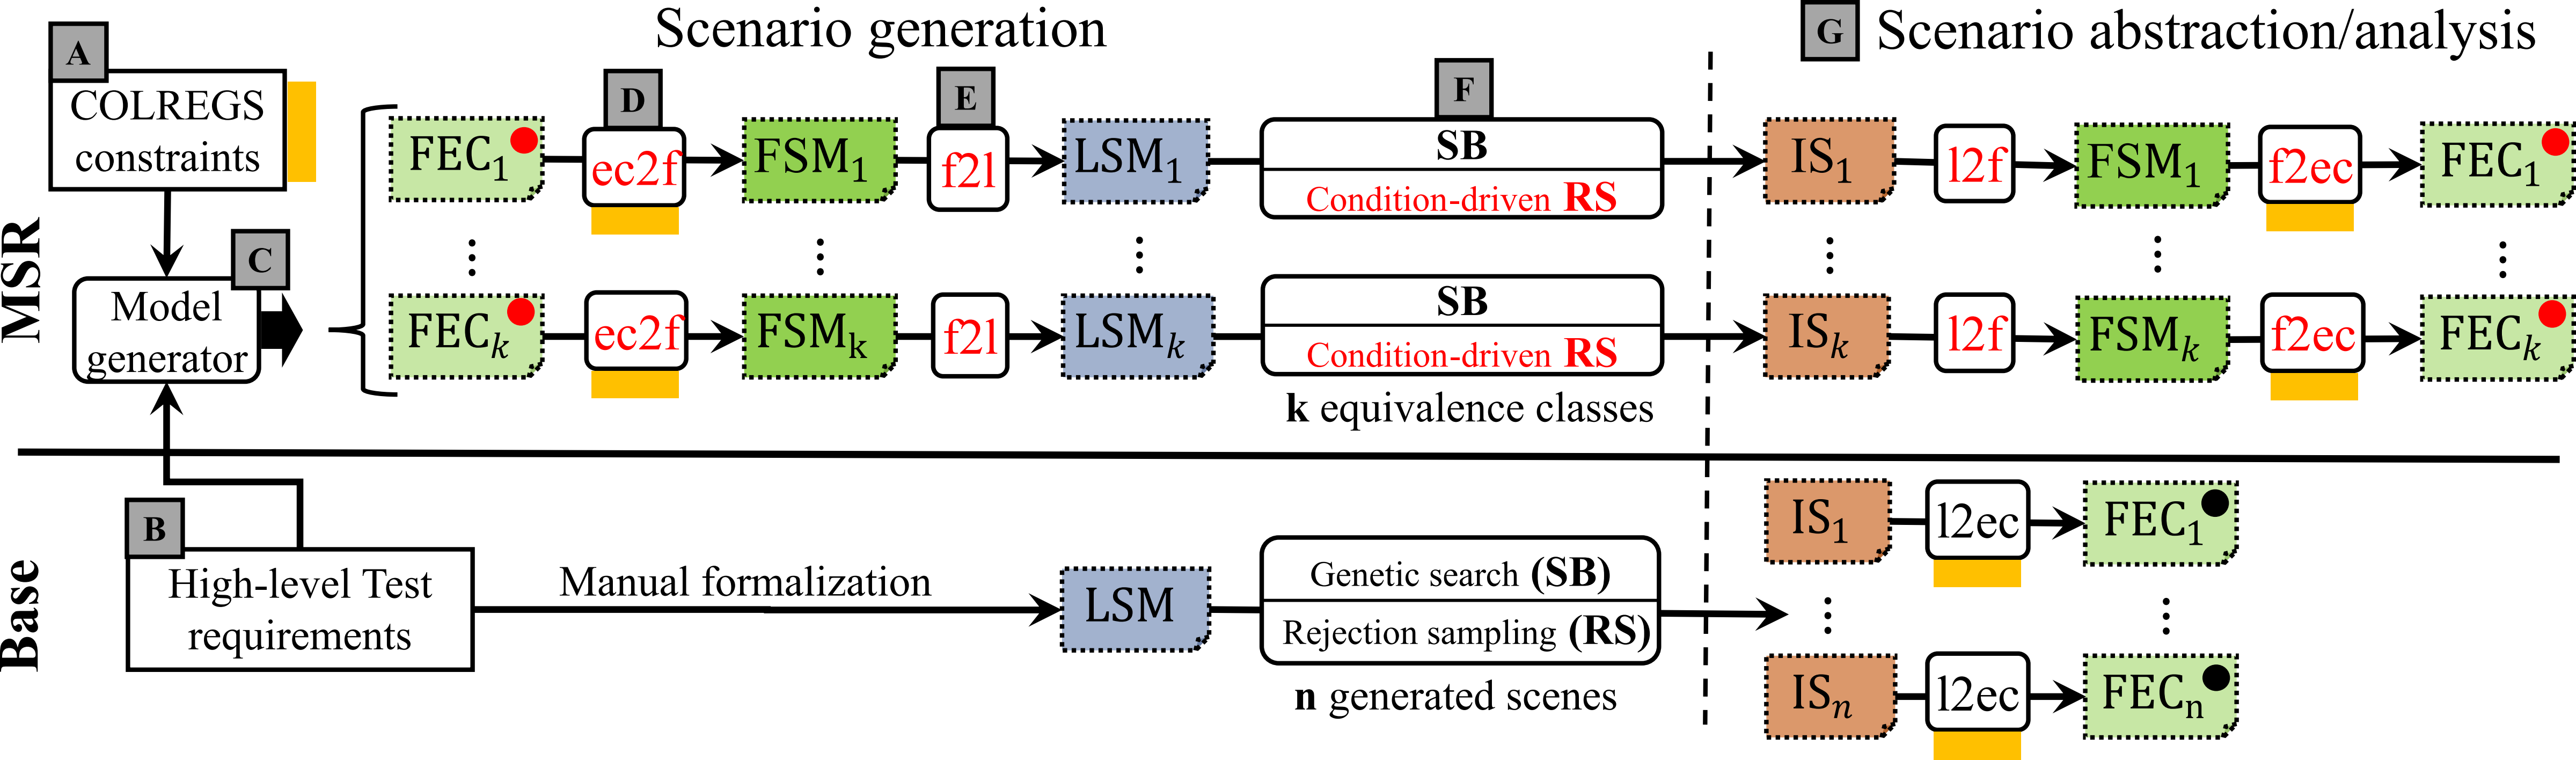 Scenario generation
G Scenario abstraction/analysis
MSR
A
COLREGS
constraints
C
Model
generator
D
E
F
FEC₁
ec2f
FSM₁
f2l
LSM₁
SB
Condition-driven RS
IS₁
l2f
FSM₁
f2ec
FEC₁
⋮ ⋮ ⋮ ⋮ ⋮ ⋮
FECₖ
ec2f
FSMₖ
f2l
LSMₖ
SB
Condition-driven RS
ISₖ
l2f
FSMₖ
f2ec
FECₖ
k equivalence classes
Base
B
High-level Test
requirements
Manual formalization
LSM
Genetic search (SB)
Rejection sampling (RS)
n generated scenes
IS₁
l2ec
FEC₁
⋮ ⋮
ISₙ
l2ec
FECₙ